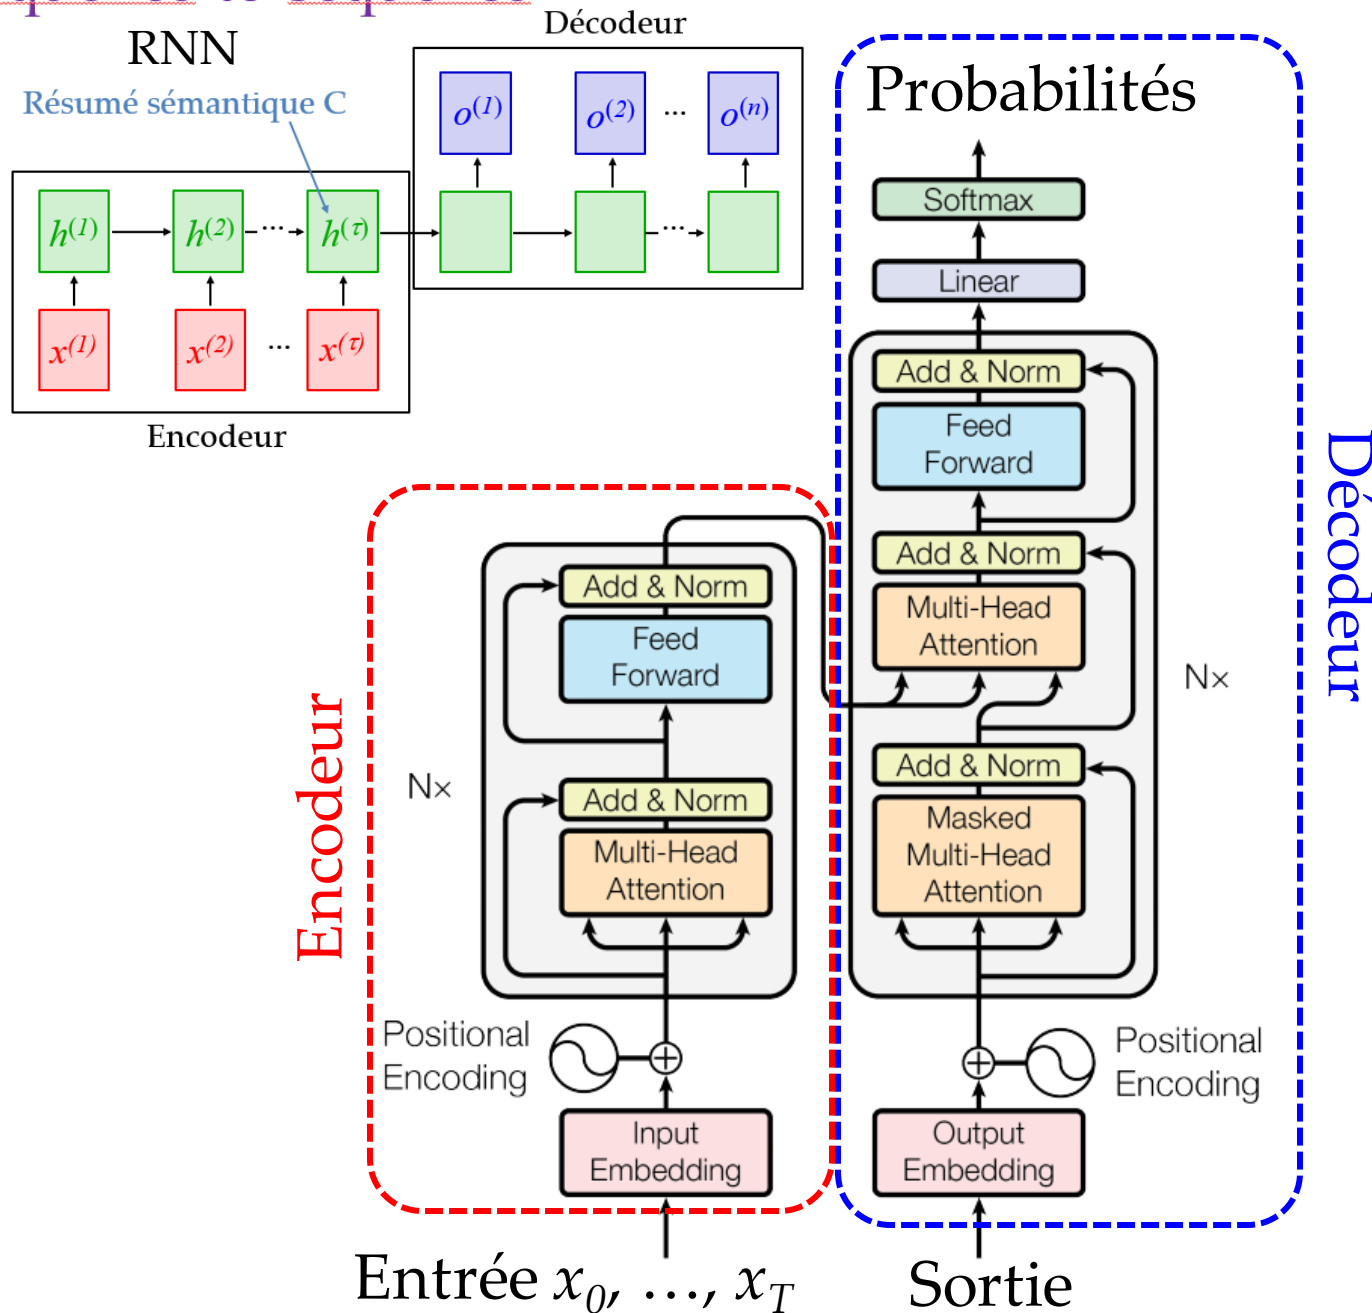 RNN
Résumé sémantique C
Décodeur
o(1) o(2) ... o(n)
h(1) h(2) ... h(τ) ...
x(1) x(2) ... x(τ)
Encodeur
Probabilités
Softmax
Linear
Add & Norm
Feed
Forward
Add & Norm
Multi-Head
Attention
N×
Add & Norm
Masked
Multi-Head
Attention
Positional
Encoding
Output
Embedding
Sortie
Décodeur
Encodeur
Add & Norm
Feed
Forward
N×
Add & Norm
Multi-Head
Attention
Positional
Encoding
Input
Embedding
Entrée x0, ..., xT